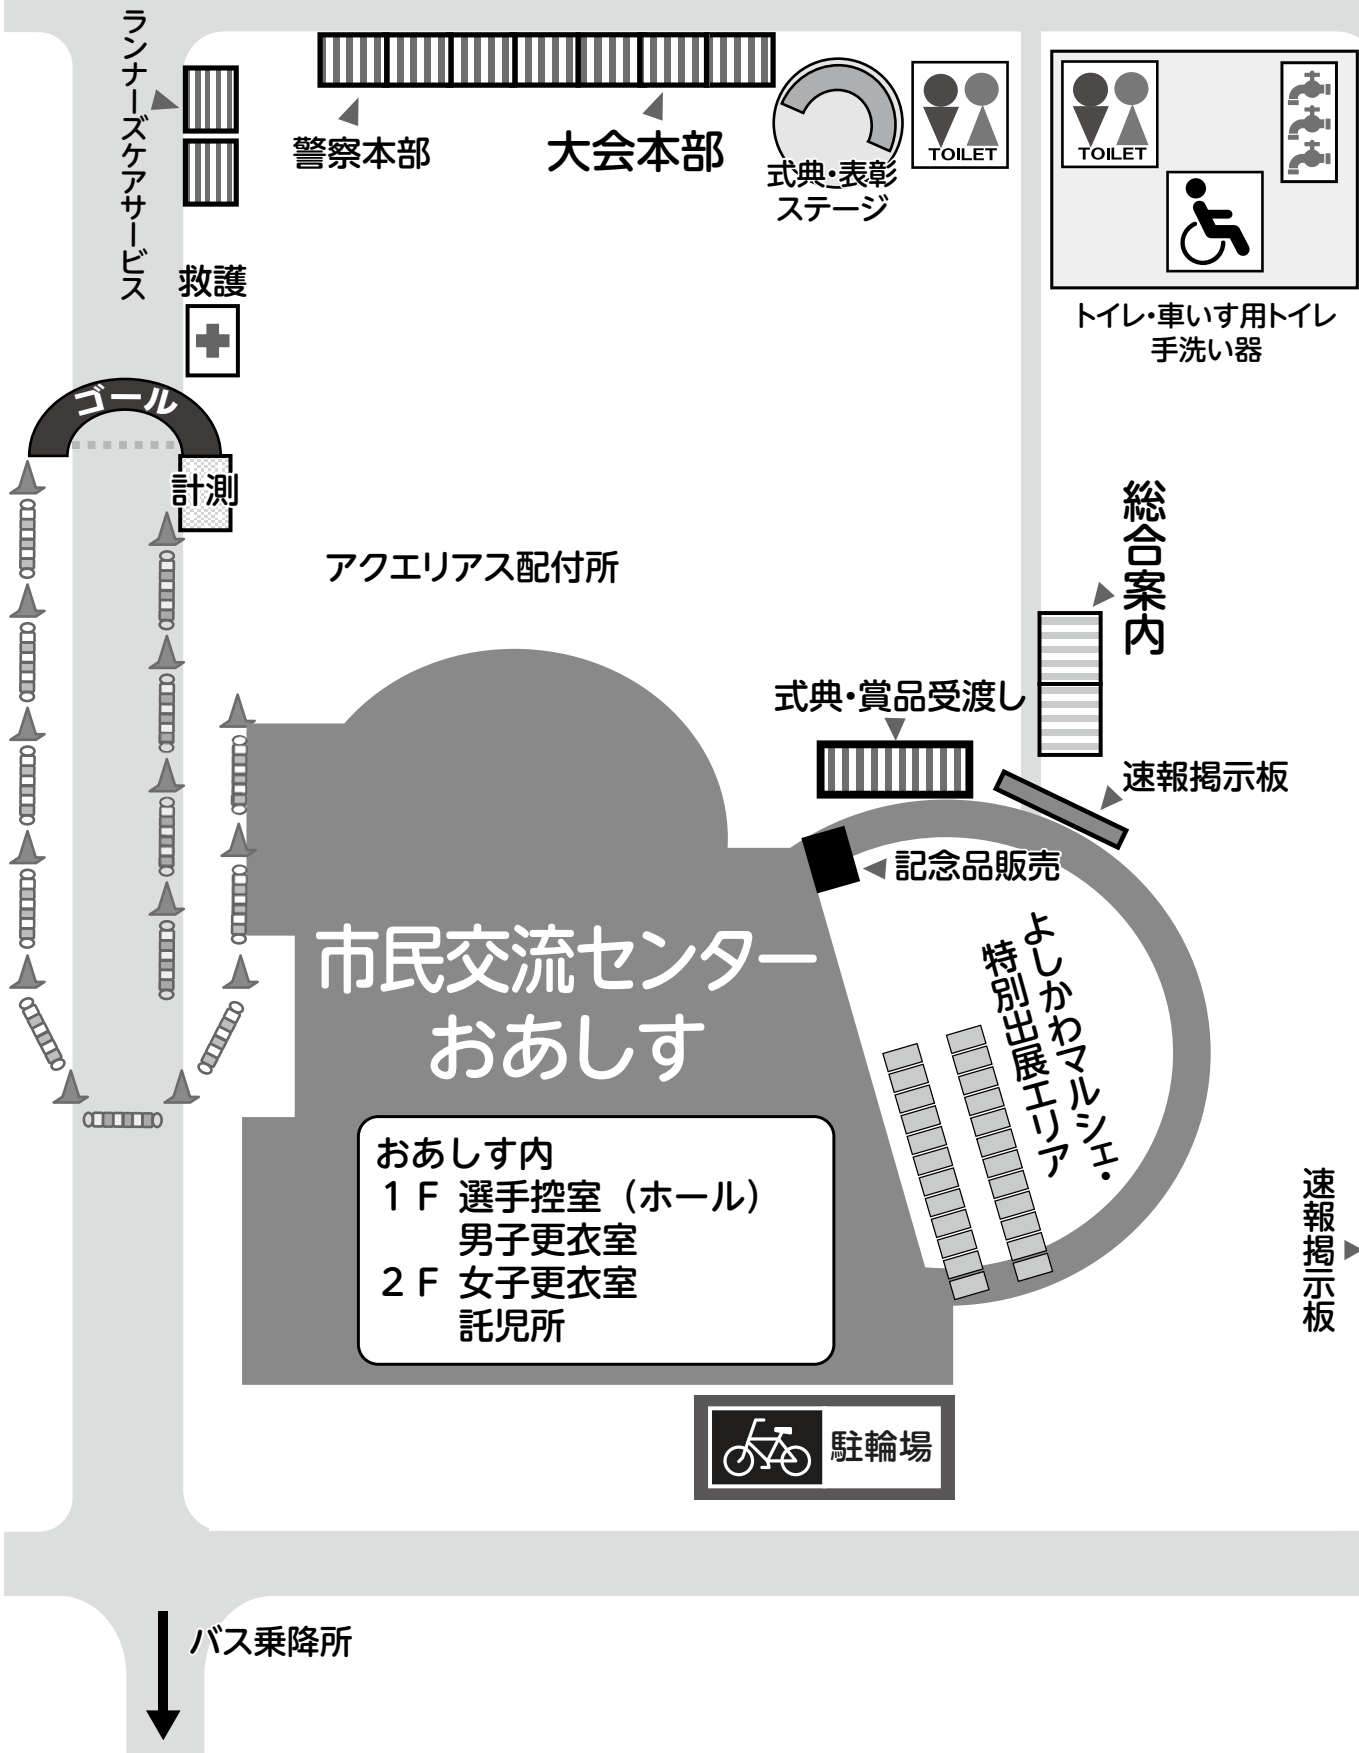 ランナーズケアサービス
警察本部
大会本部
式典・表彰
ステージ
TOILET
TOILET
トイレ・車いす用トイレ
手洗い器
救護
ゴール
計測
アクエリアス配付所
総合案内
式典・賞品受渡し
速報掲示板
記念品販売
よしかわマルシェ・
特別出展エリア
市民交流センター
おあしす
おあしす内
１Ｆ 選手控室（ホール）
男子更衣室
２Ｆ 女子更衣室
託児所
速報掲示板
駐輪場
バス乗降所